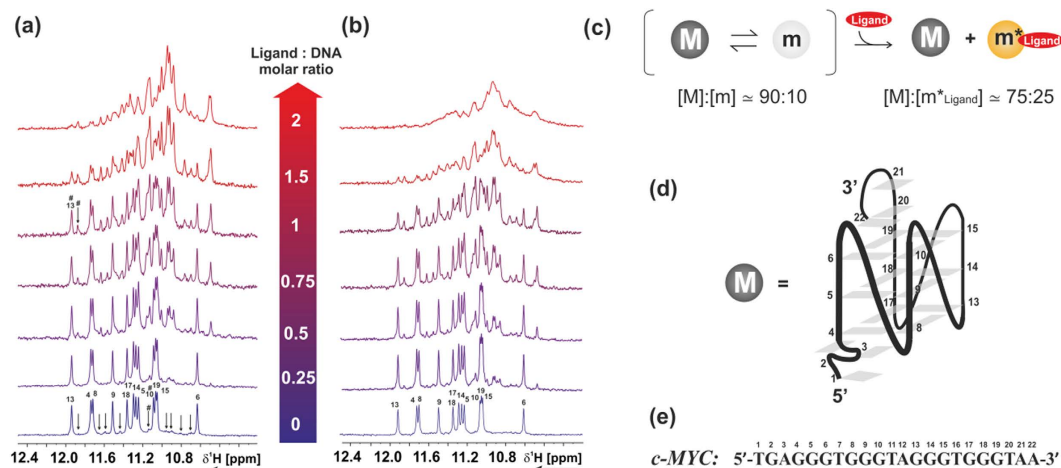 (a)
(b)
(c)
Ligand : DNA
molar ratio
2
1.5
1
0.75
0.5
0.25
0
# 13 #
13 4 8 9 17 18 14 5 # 10 # 19 15 6
12.4 12.0 11.6 11.2 10.8 δ¹H [ppm]
13 4 8 9 17 18 14 5 10 19 15 6
12.4 12.0 11.6 11.2 10.8 δ¹H [ppm]
Ligand
M ⇌ m → M + m* Ligand
[M]:[m] ≃ 90:10 [M]:[m*Ligand] ≃ 75:25
(d)
M =
3'
21
20
22
19
15
6
10
18
14
5
9
17
13
4
8
3
2
1
5'
(e)
1 2 3 4 5 6 7 8 9 10 11 12 13 14 15 16 17 18 19 20 21 22
c-MYC: 5'-TGAGGGTGGGTAGGGTGGGTAA-3'